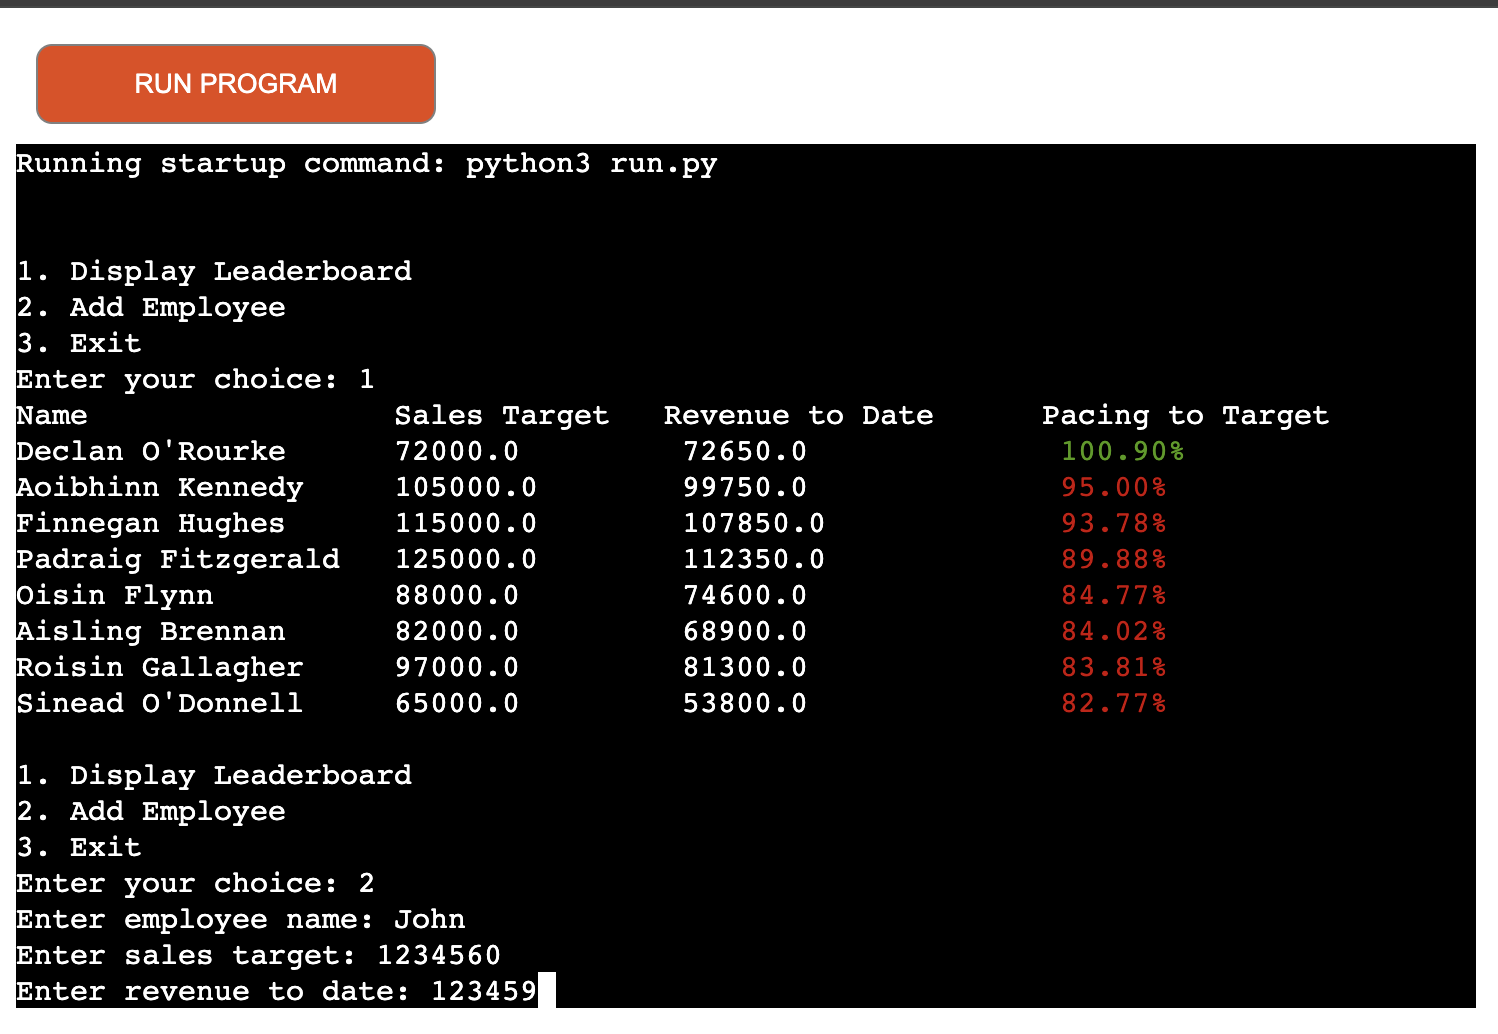 RUN PROGRAM
Running startup command: python3 run.py
1. Display Leaderboard
2. Add Employee
3. Exit
Enter your choice: 1
Name Sales Target Revenue to Date Pacing to Target
Declan O'Rourke 72000.0 72650.0 100.90%
Aoibhinn Kennedy 105000.0 99750.0 95.00%
Finnegan Hughes 115000.0 107850.0 93.78%
Padraig Fitzgerald 125000.0 112350.0 89.88%
Oisin Flynn 88000.0 74600.0 84.77%
Aisling Brennan 82000.0 68900.0 84.02%
Roisin Gallagher 97000.0 81300.0 83.81%
Sinead O'Donnell 65000.0 53800.0 82.77%
1. Display Leaderboard
2. Add Employee
3. Exit
Enter your choice: 2
Enter employee name: John
Enter sales target: 1234560
Enter revenue to date: 123459